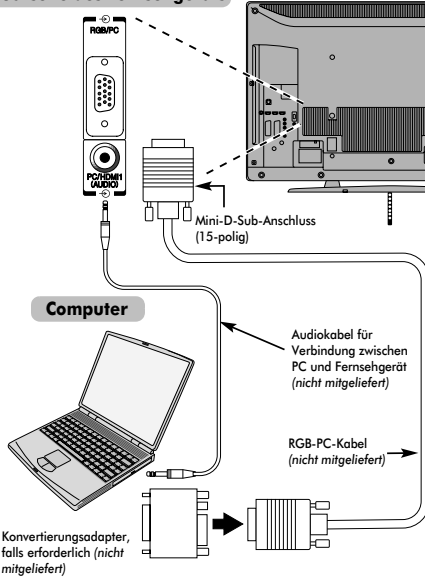 RGB/PC
PC/HDMI1
(AUDIO)
Mini-D-Sub-Anschluss
(15-polig)
Computer
Audiokabel für
Verbindung zwischen
PC und Fernsehgerät
(nicht mitgeliefert)
RGB-PC-Kabel
(nicht mitgeliefert)
Konvertierungsadapter,
falls erforderlich (nicht
mitgeliefert)